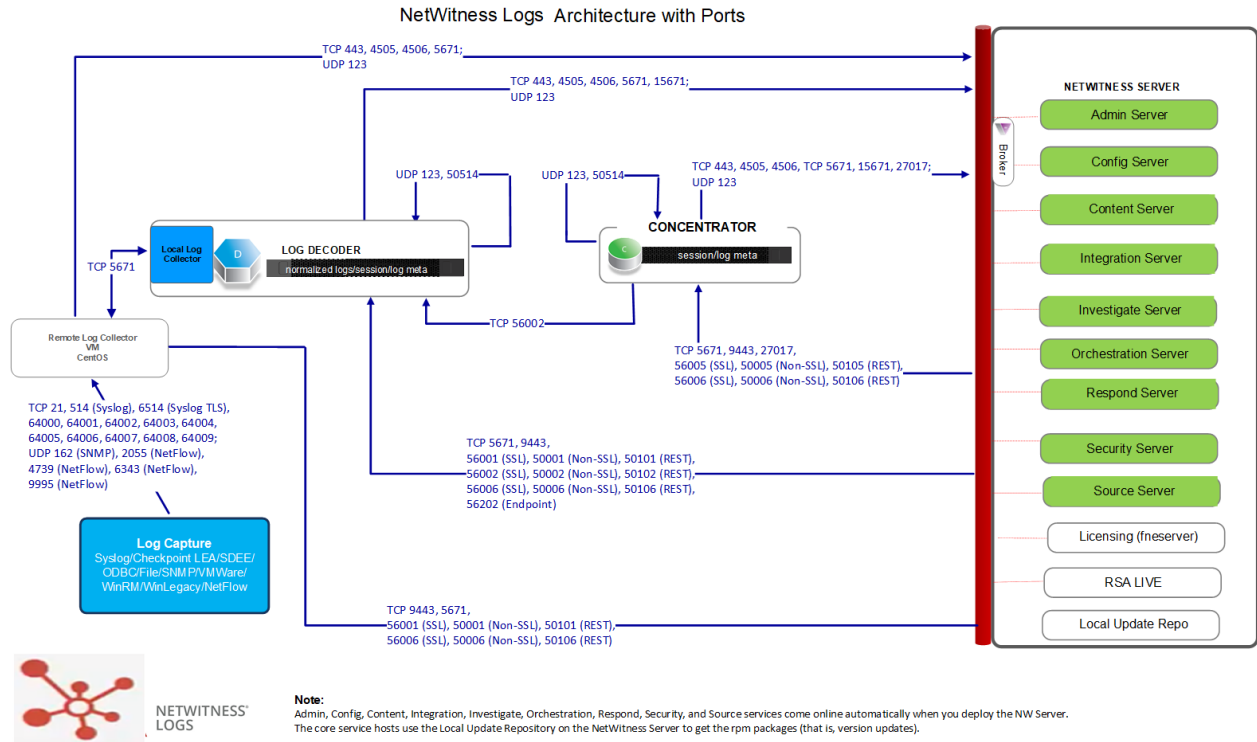 NetWitness Logs Architecture with Ports
TCP 443, 4505, 4506, 5671;
UDP 123
TCP 443, 4505, 4506, 5671, 15671;
UDP 123
UDP 123, 50514
UDP 123, 50514
TCP 443, 4505, 4506, TCP 5671, 15671, 27017;
UDP 123
Local Log
Collector
D
LOG DECODER
normalized logs/session/log meta
CONCENTRATOR
C
session/log meta
TCP 5671
TCP 56002
Remote Log Collector
VM
CentOS
TCP 5671, 9443, 27017,
56005 (SSL), 50005 (Non-SSL), 50105 (REST),
56006 (SSL), 50006 (Non-SSL), 50106 (REST)
TCP 21, 514 (Syslog), 6514 (Syslog TLS),
64000, 64001, 64002, 64003, 64004,
64005, 64006, 64007, 64008, 64009;
UDP 162 (SNMP), 2055 (NetFlow),
4739 (NetFlow), 6343 (NetFlow),
9995 (NetFlow)
TCP 5671, 9443,
56001 (SSL), 50001 (Non-SSL), 50101 (REST),
56002 (SSL), 50002 (Non-SSL), 50102 (REST),
56006 (SSL), 50006 (Non-SSL), 50106 (REST),
56202 (Endpoint)
Log Capture
Syslog/Checkpoint LEA/SDEE/
ODBC/File/SNMP/VMWare/
WinRM/WinLegacy/NetFlow
TCP 9443, 5671,
56001 (SSL), 50001 (Non-SSL), 50101 (REST),
56006 (SSL), 50006 (Non-SSL), 50106 (REST)
NETWITNESS SERVER
Broker
Admin Server
Config Server
Content Server
Integration Server
Investigate Server
Orchestration Server
Respond Server
Security Server
Source Server
Licensing (fneserver)
RSA LIVE
Local Update Repo
NETWITNESS®
LOGS
Note:
Admin, Config, Content, Integration, Investigate, Orchestration, Respond, Security, and Source services come online automatically when you deploy the NW Server.
The core service hosts use the Local Update Repository on the NetWitness Server to get the rpm packages (that is, version updates).